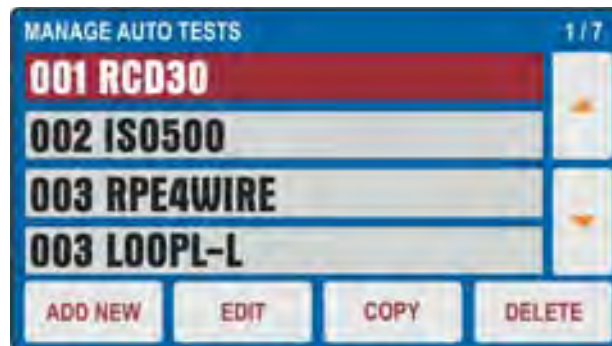 MANAGE AUTO TESTS 1/7
001 RCD30
002 ISO500
003 RPE4WIRE
003 LOOPL-L
ADD NEW EDIT COPY DELETE